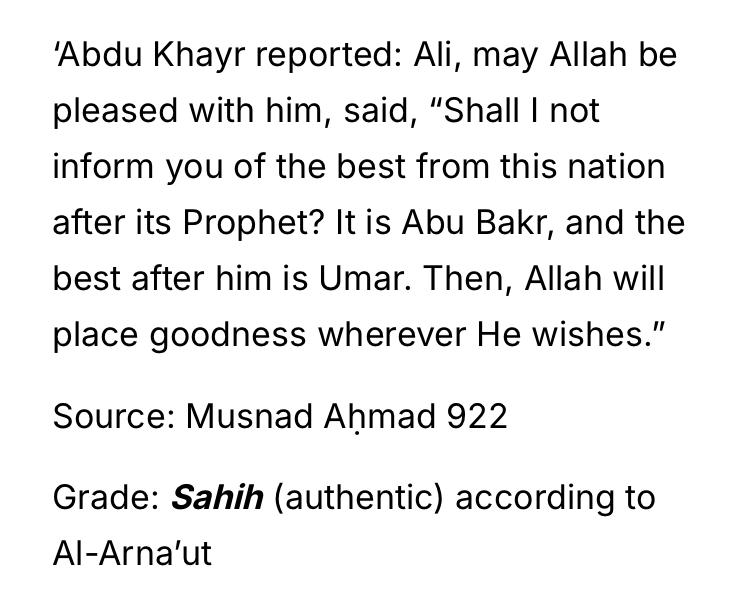 ‘Abdu Khayr reported: Ali, may Allah be
pleased with him, said, “Shall I not
inform you of the best from this nation
after its Prophet? It is Abu Bakr, and the
best after him is Umar. Then, Allah will
place goodness wherever He wishes.”
Source: Musnad Aḥmad 922
Grade: Sahih (authentic) according to
Al-Arna’ut